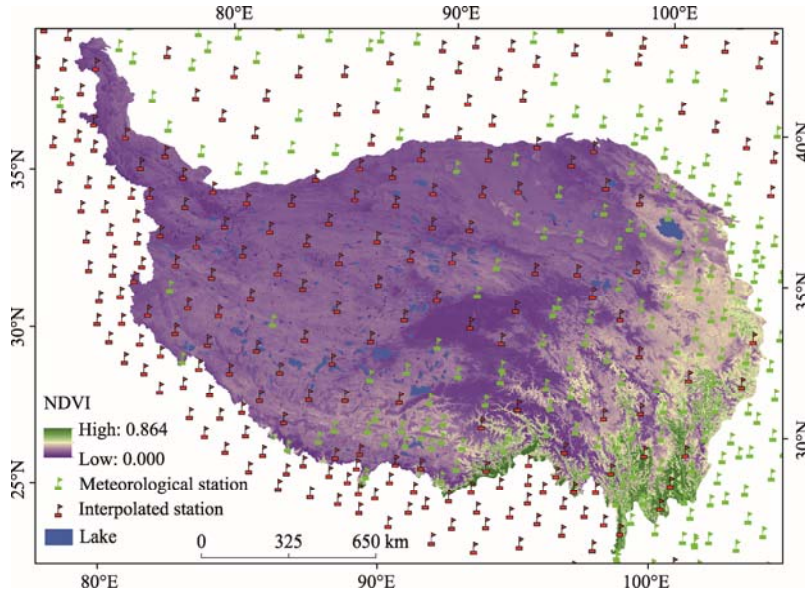 80°E 90°E 100°E
35°N
40°N
35°N
30°N
30°N
25°N
NDVI
High: 0.864
Low: 0.000
Meteorological station
Interpolated station
Lake
0 325 650 km
80°E 90°E 100°E